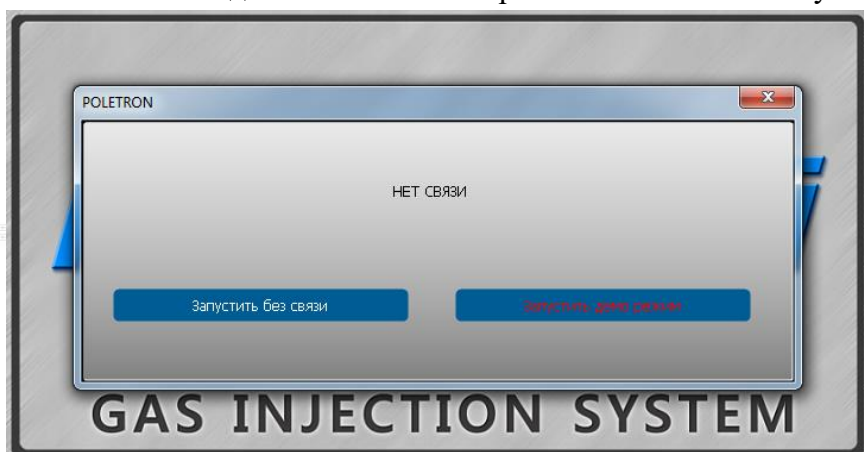 POLETRON
НЕТ СВЯЗИ
Запустить без связи
Запустить демо режим
GAS INJECTION SYSTEM